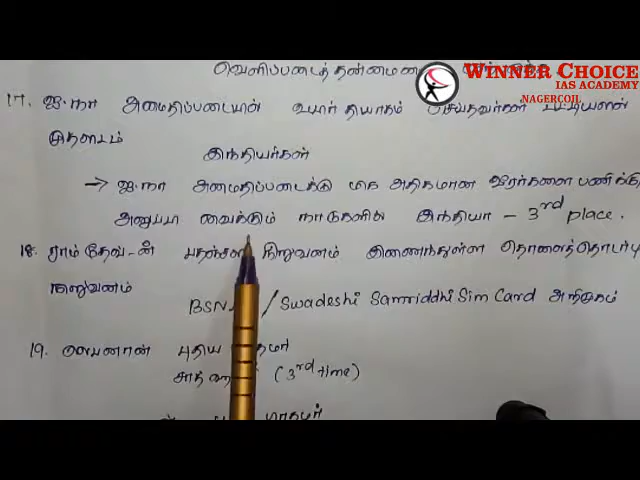 WINNER CHOICE
IAS ACADEMY
NAGERCOIL
வெளிப்படைத் தன்மை
17. ஐ.நா அமைதிப்படையில் உயிர் தியாகம் செய்தவர்கள் பட்டியலில்
முதலிடம்
இந்தியர்கள்
→ ஐ.நா அமைதிப்படைக்கு மிக அதிகமான வீரர்களை பணிக்கு
அனுப்பி வைக்கும் நாடுகளில் இந்தியா - 3rd place.
18. ராம்தேவ்-ன் பதஞ்சலி நிறுவனம் இணைந்துள்ள தொலைத்தொடர்பு
நிறுவனம்
BSNL / Swadeshi Samriddhi Sim Card அறிமுகம்
19. லெபனான் புதிய
(3rd time)